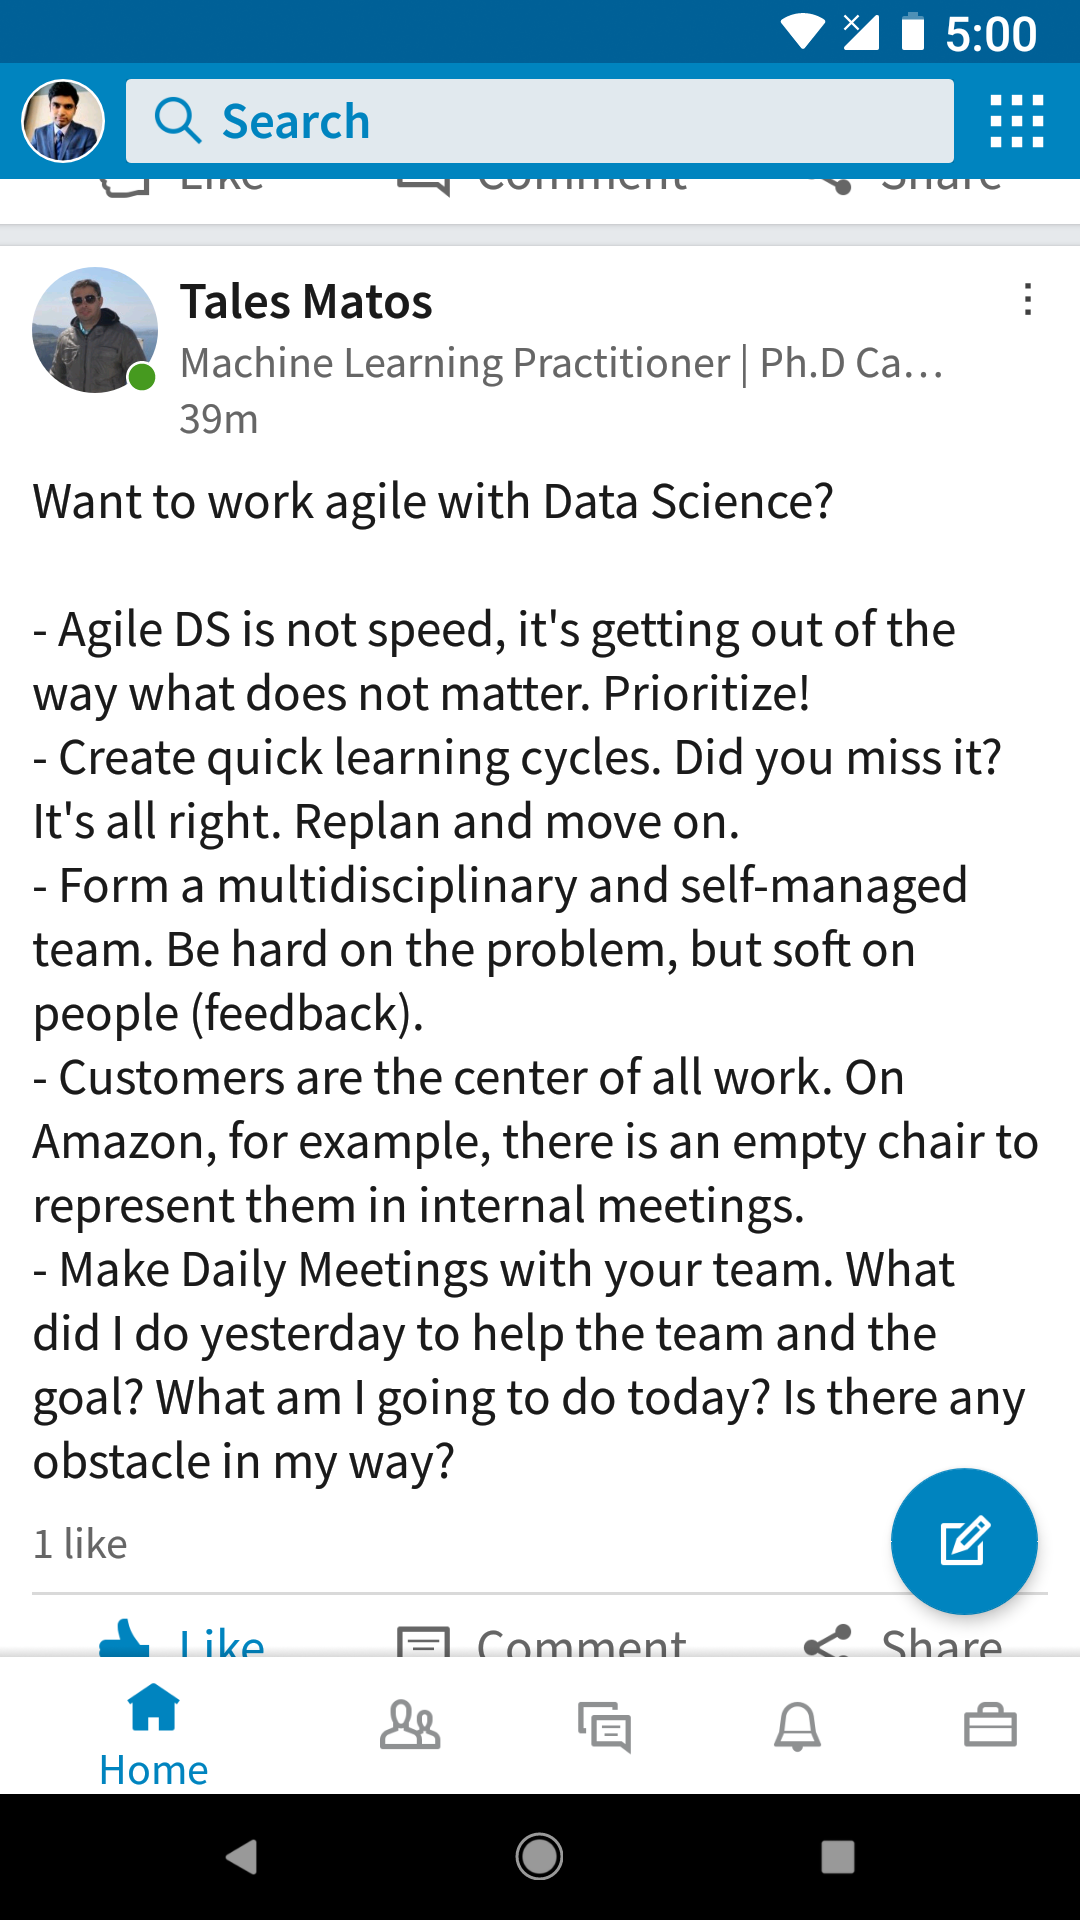 5:00
Search
Like Comment Share
Tales Matos
Machine Learning Practitioner | Ph.D Ca…
39m
Want to work agile with Data Science?
- Agile DS is not speed, it's getting out of the
way what does not matter. Prioritize!
- Create quick learning cycles. Did you miss it?
It's all right. Replan and move on.
- Form a multidisciplinary and self-managed
team. Be hard on the problem, but soft on
people (feedback).
- Customers are the center of all work. On
Amazon, for example, there is an empty chair to
represent them in internal meetings.
- Make Daily Meetings with your team. What
did I do yesterday to help the team and the
goal? What am I going to do today? Is there any
obstacle in my way?
1 like
Like Comment Share
Home